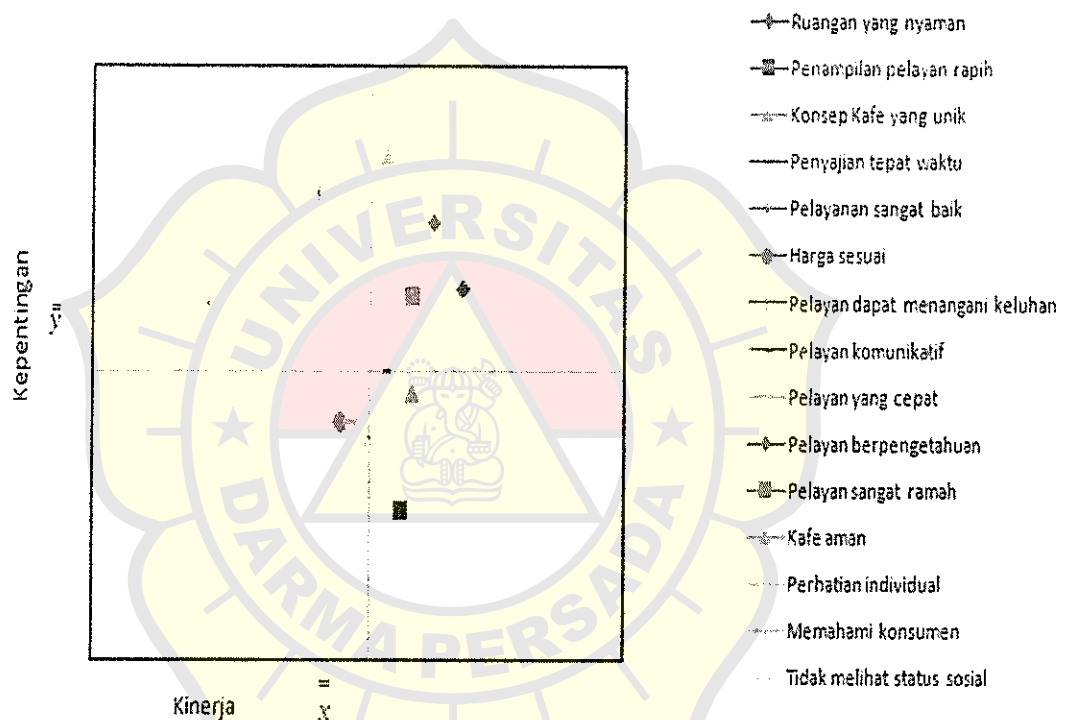 Ruangan yang nyaman
Penampilan pelayan rapih
Konsep Kafe yang unik
Penyajian tepat waktu
Pelayanan sangat baik
Harga sesuai
Pelayan dapat menangani keluhan
Pelayan komunikatif
Pelayan yang cepat
Pelayan berpengetahuan
Pelayan sangat ramah
Kafe aman
Perhatian individual
Memahami konsumen
Tidak melihat status sosial
Kepentingan
y̿
Kinerja
x̿
UNIVERSITAS
DARMA PERSADA